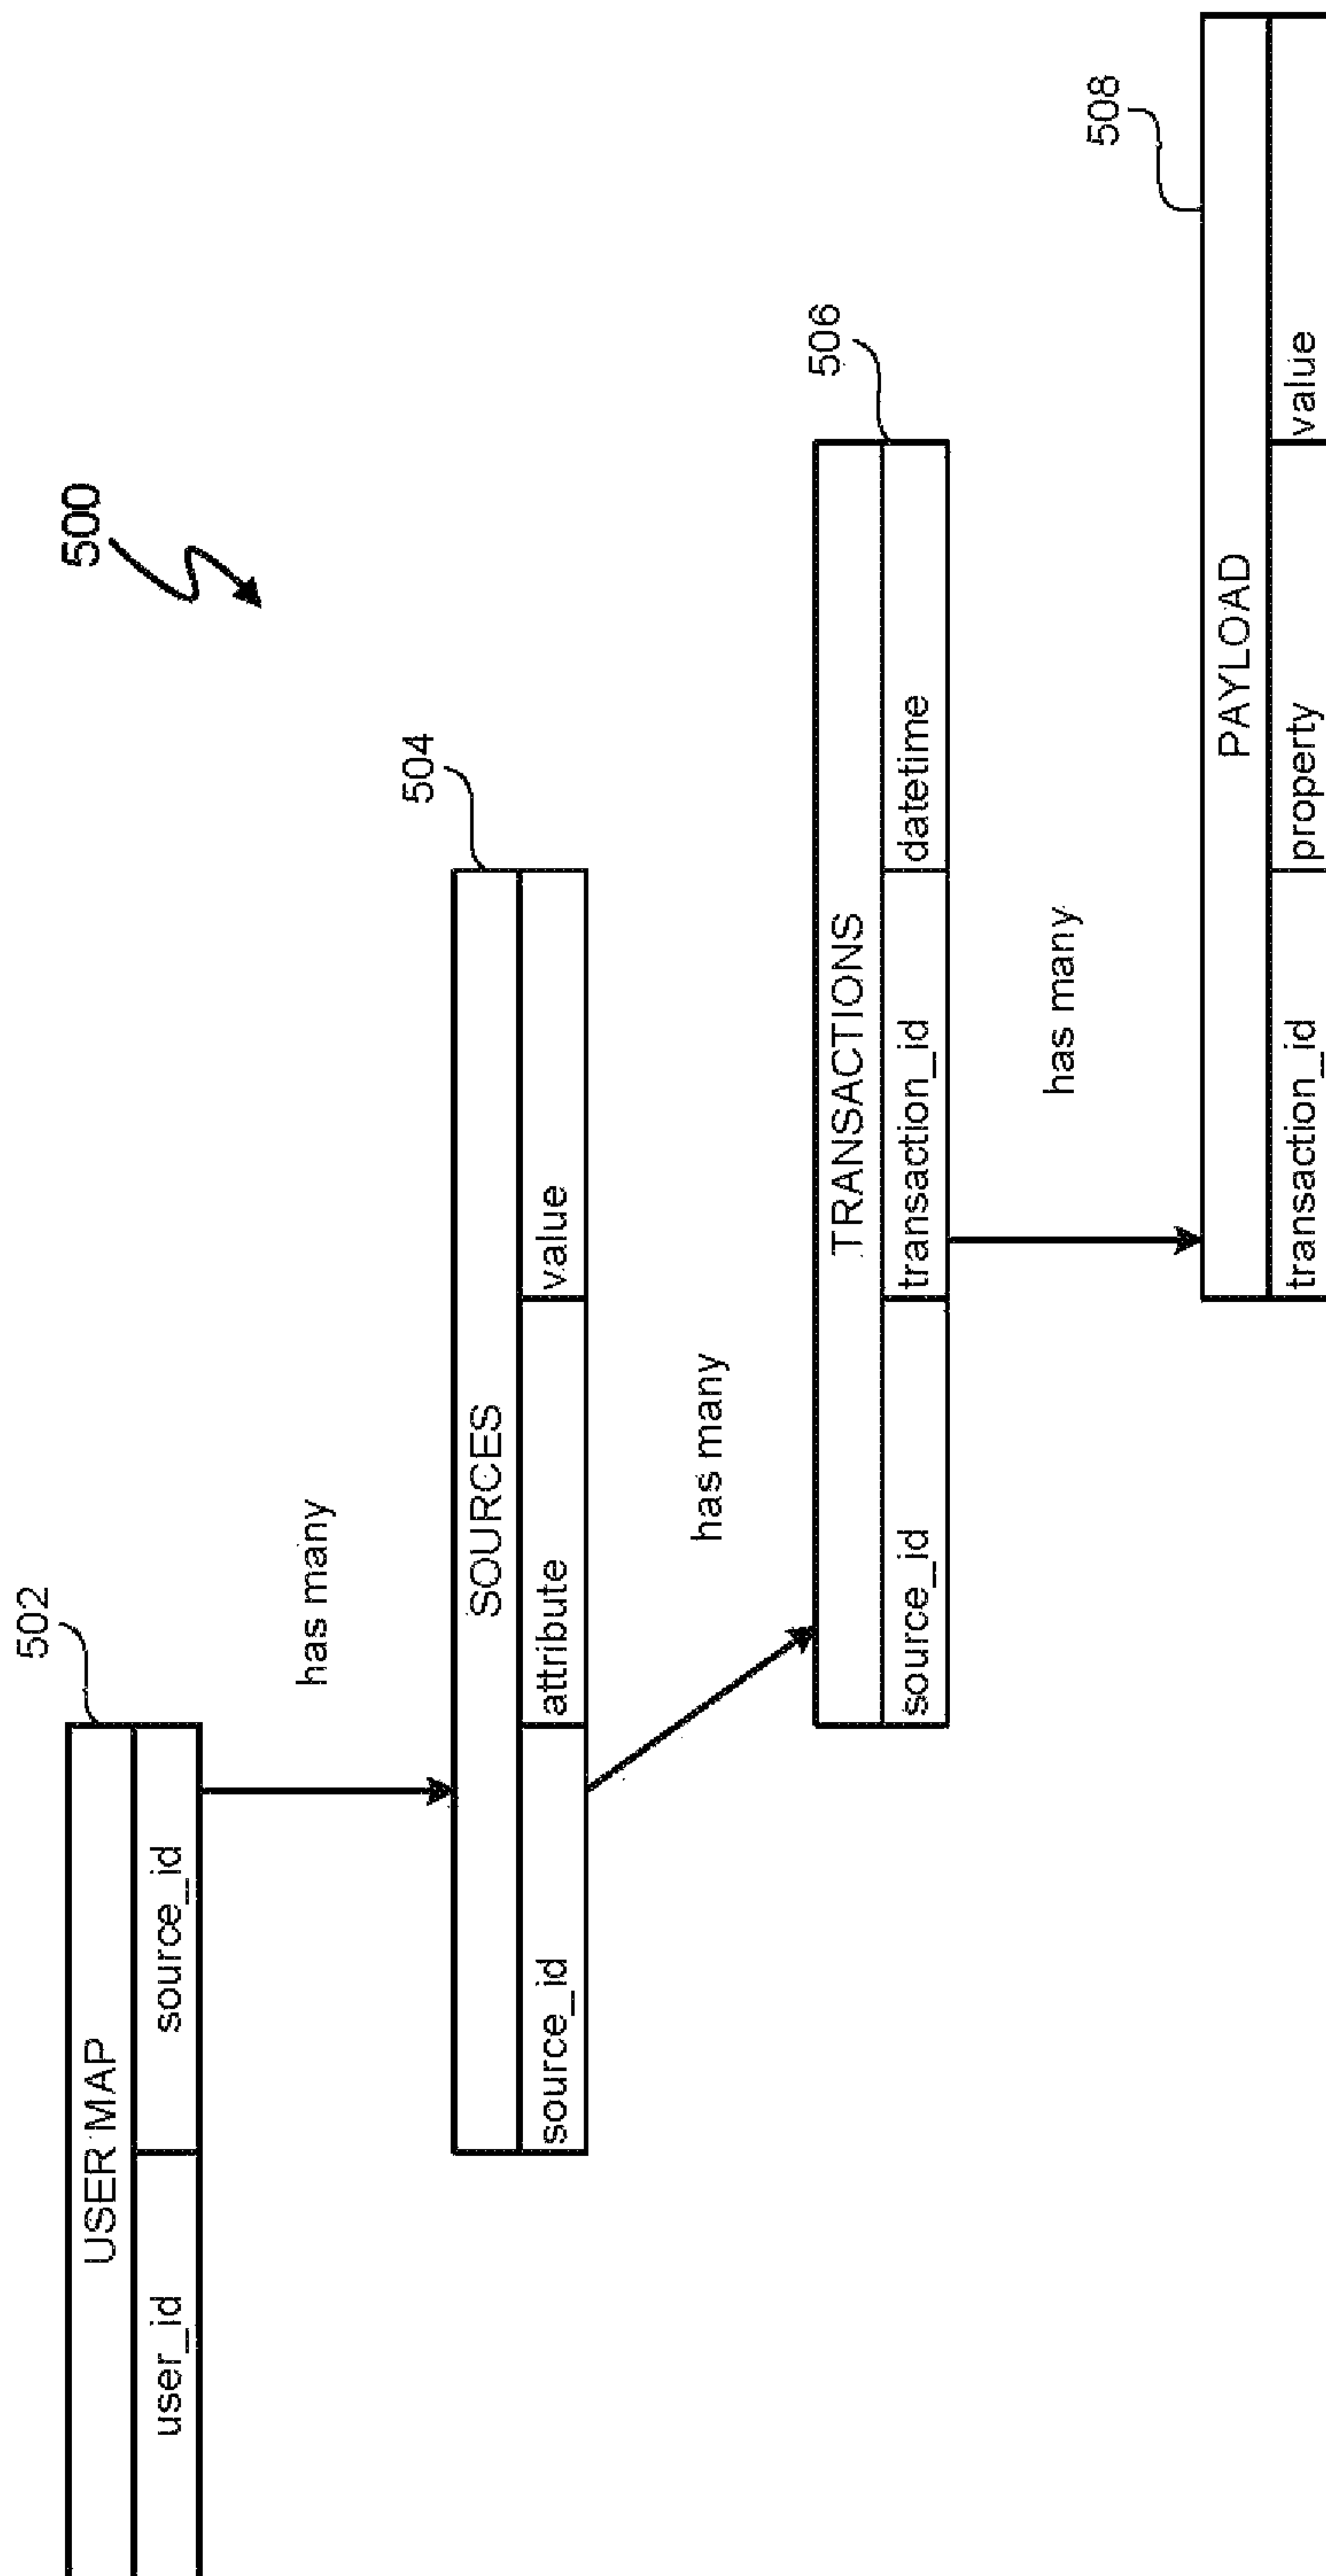 500
502
USER MAP
user_id source_id
has many
504
SOURCES
source_id attribute value
has many
506
TRANSACTIONS
source_id transaction_id datetime
has many
508
PAYLOAD
transaction_id property value